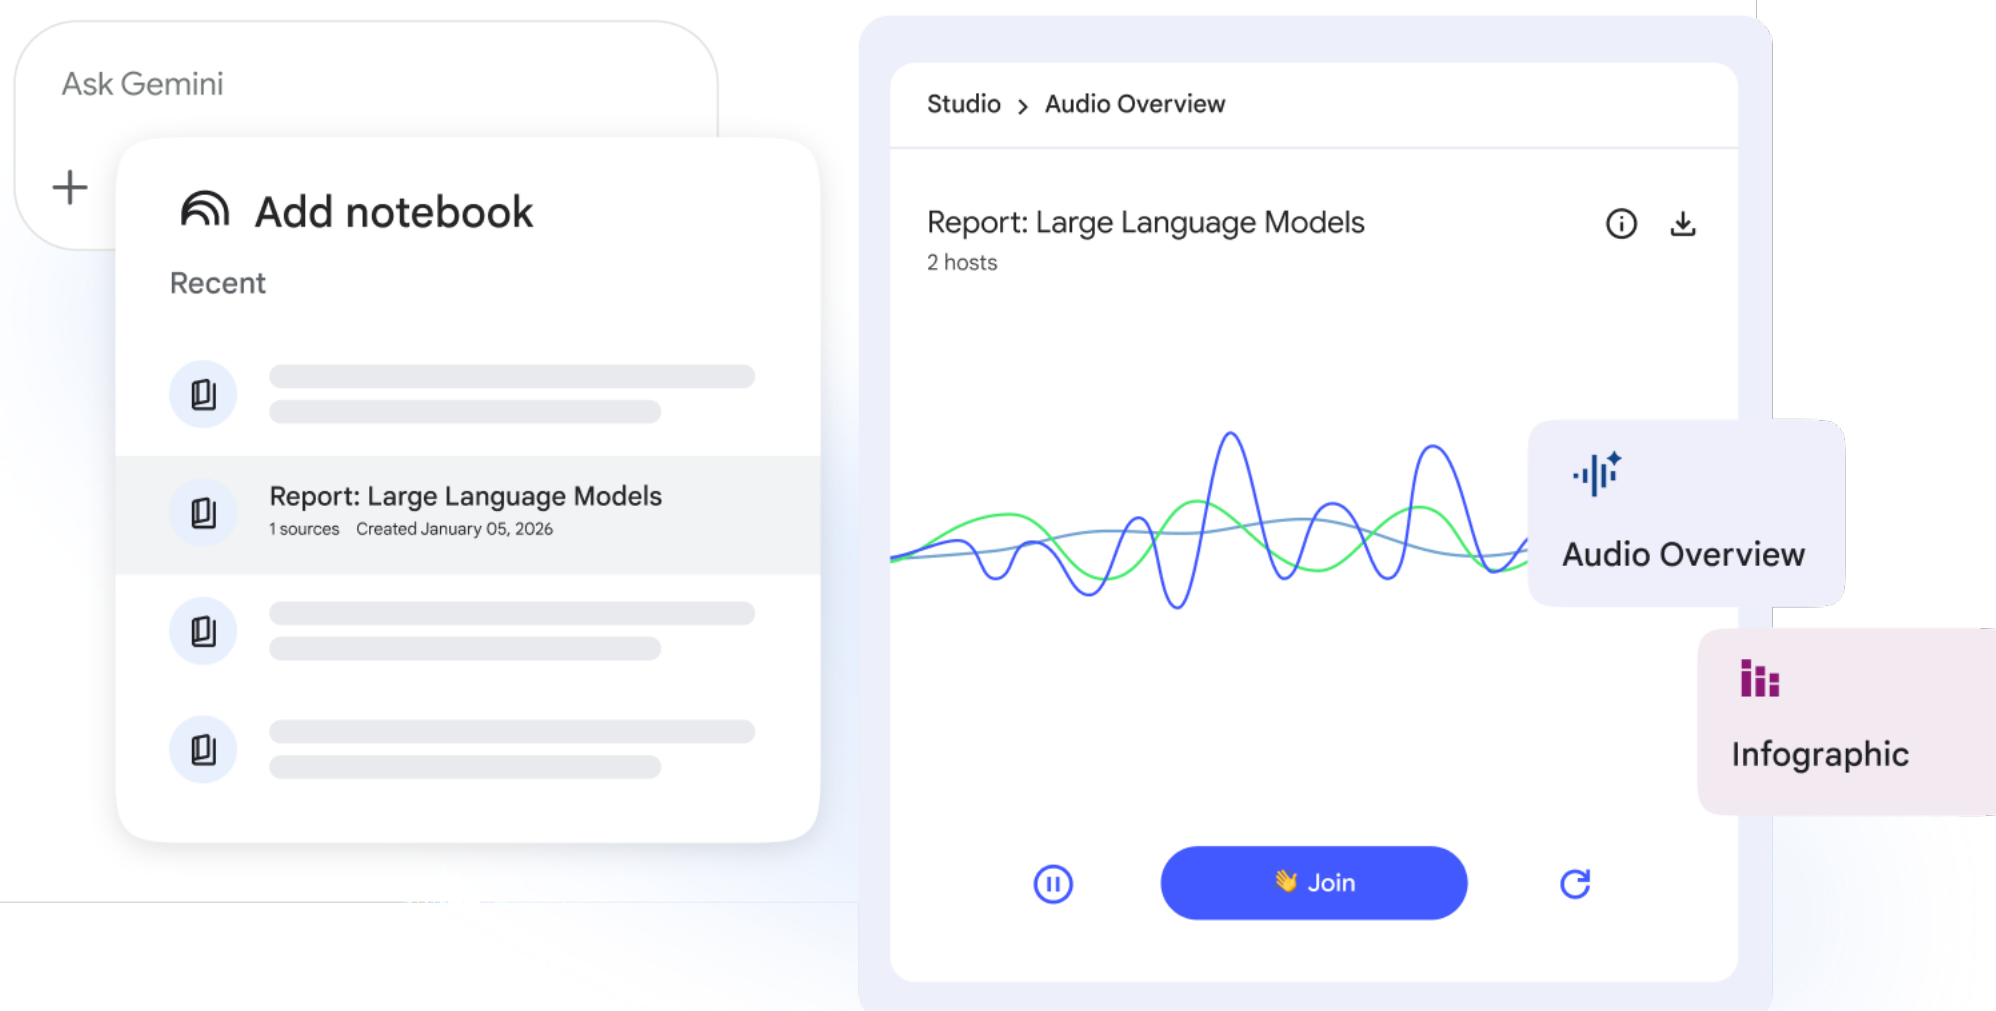 Ask Gemini
Add notebook
Recent
Report: Large Language Models
1 sources Created January 05, 2026
Studio > Audio Overview
Report: Large Language Models
2 hosts
Audio Overview
Infographic
👋 Join